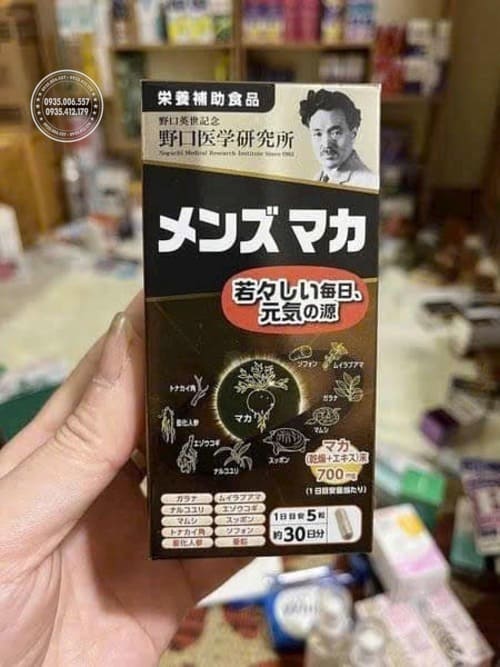 0935.006.557
0935.412.179
栄養補助食品
野口英世記念
野口医学研究所
Noguchi Medical Research Institute Since 1983
メンズ マカ
若々しい毎日、
元気の源
ソフォン
ムイラプアマ
トナカイ角
ガラナ
マカ
発化人参
マムシ
エゾウコギ
スッポン
ナルコユリ
マカ
(乾燥+エキス)末
700mg
(1日目安量当たり)
ガラナ
ムイラプアマ
ナルコユリ
エゾウコギ
マムシ
スッポン
トナカイ角
ソフォン
発化人参
亜鉛
1日目安 5粒
約30日分